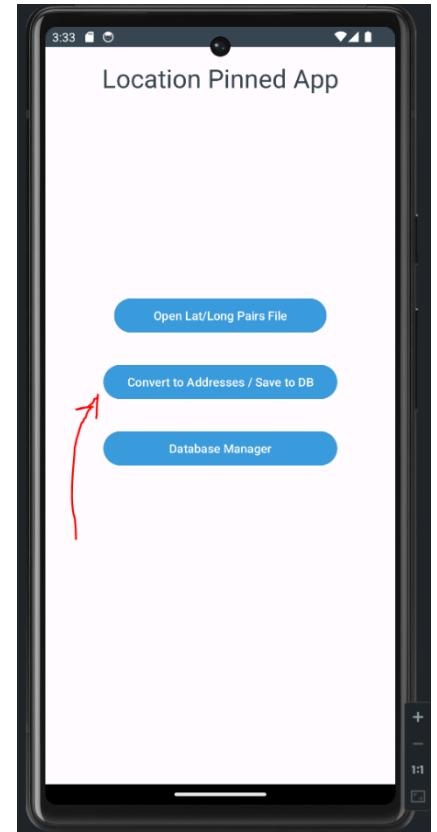 3:33
Location Pinned App
Open Lat/Long Pairs File
Convert to Addresses / Save to DB
Database Manager
+
−
1:1